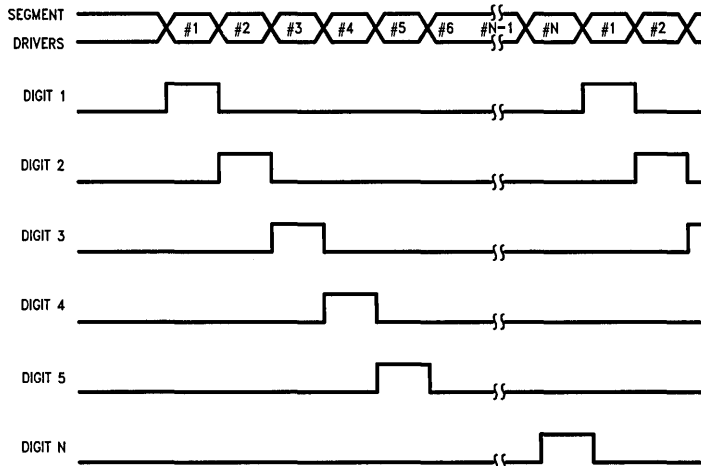 SEGMENT
DRIVERS
#1 #2 #3 #4 #5 #6 #N-1 #N #1 #2
DIGIT 1
DIGIT 2
DIGIT 3
DIGIT 4
DIGIT 5
DIGIT N